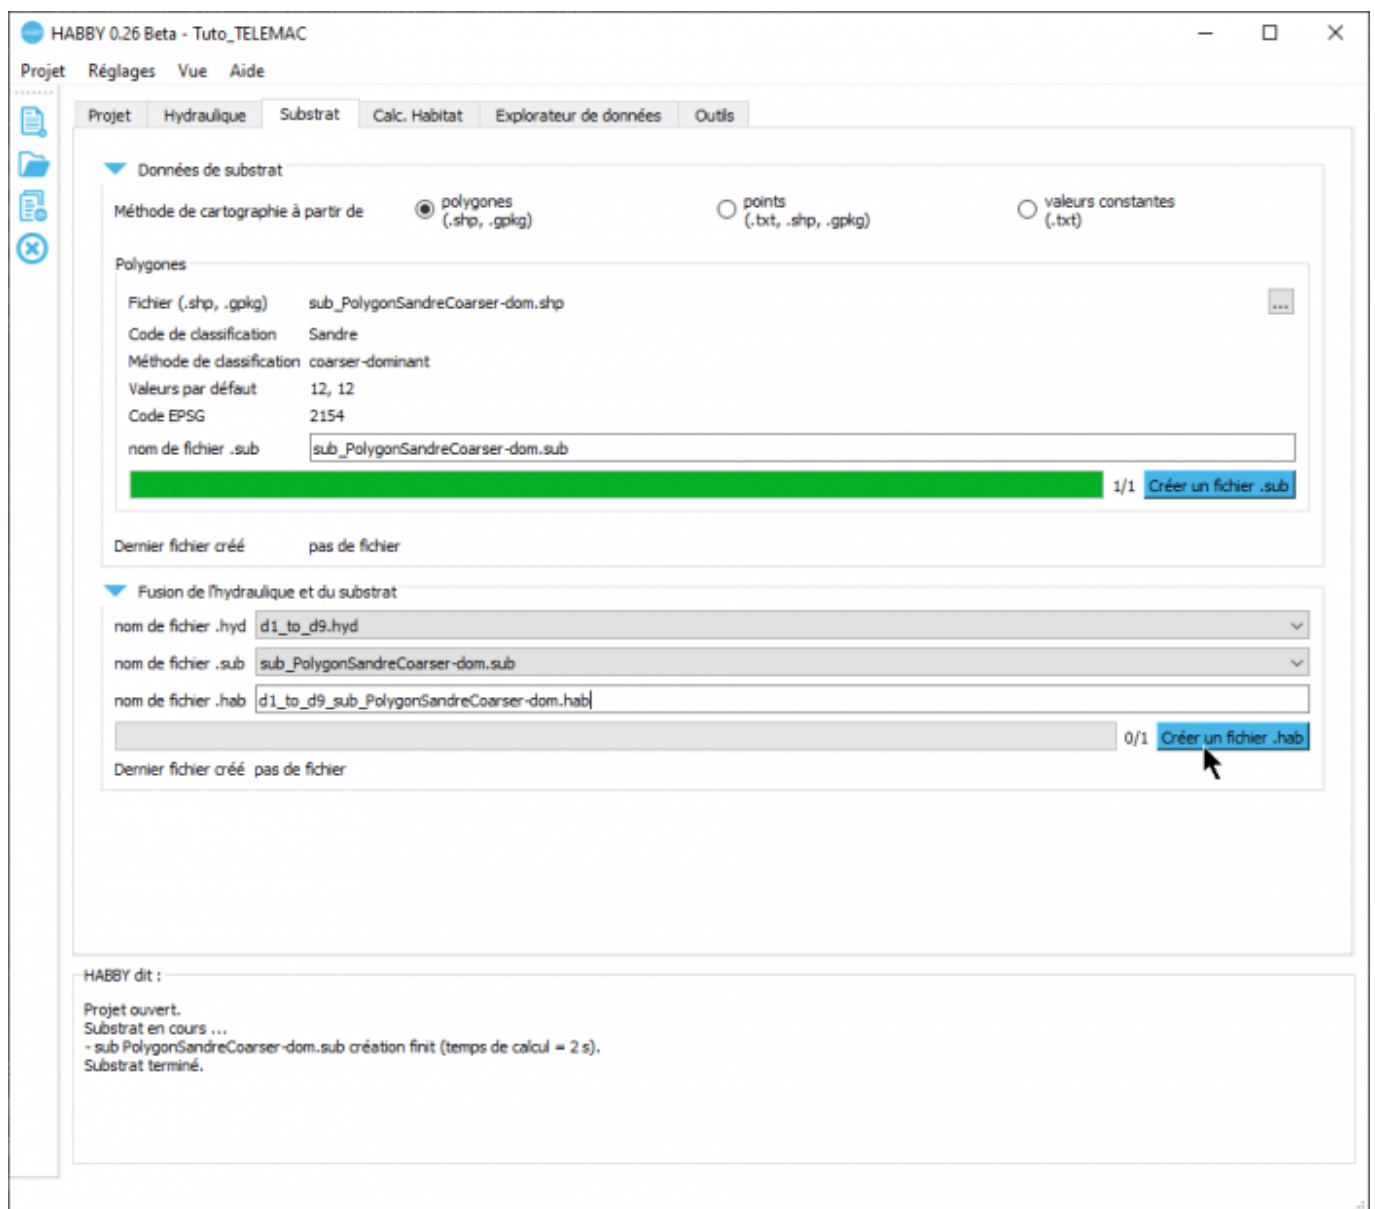 HABBY 0.26 Beta - Tuto_TELEMAC
Projet Réglages Vue Aide
Projet Hydraulique Substrat Calc. Habitat Explorateur de données Outils
Données de substrat
Méthode de cartographie à partir de
polygones
(.shp, .gpkg)
points
(.txt, .shp, .gpkg)
valeurs constantes
(.txt)
Polygones
Fichier (.shp, .gpkg) sub_PolygonSandreCoarser-dom.shp ...
Code de classification Sandre
Méthode de classification coarser-dominant
Valeurs par défaut 12, 12
Code EPSG 2154
nom de fichier .sub sub_PolygonSandreCoarser-dom.sub
1/1 Créer un fichier .sub
Dernier fichier créé pas de fichier
Fusion de l'hydraulique et du substrat
nom de fichier .hyd d1_to_d9.hyd
nom de fichier .sub sub_PolygonSandreCoarser-dom.sub
nom de fichier .hab d1_to_d9_sub_PolygonSandreCoarser-dom.hab
0/1 Créer un fichier .hab
Dernier fichier créé pas de fichier
HABBY dit :
Projet ouvert.
Substrat en cours ...
- sub PolygonSandreCoarser-dom.sub création finit (temps de calcul = 2 s).
Substrat terminé.